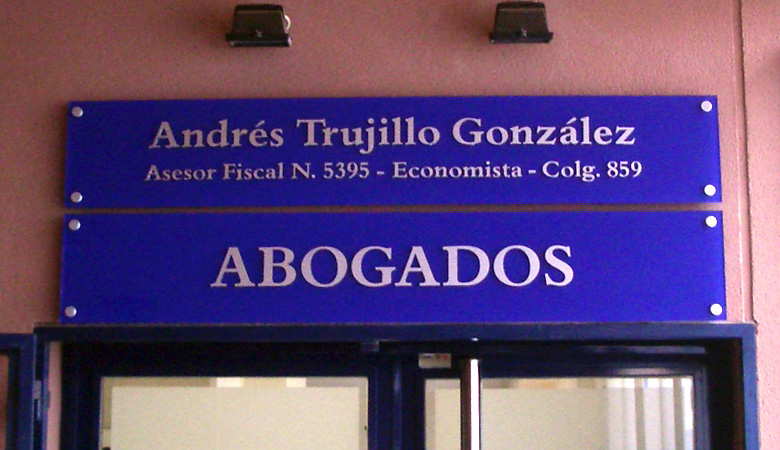 Andrés Trujillo González
Asesor Fiscal N. 5395 - Economista - Colg. 859
ABOGADOS